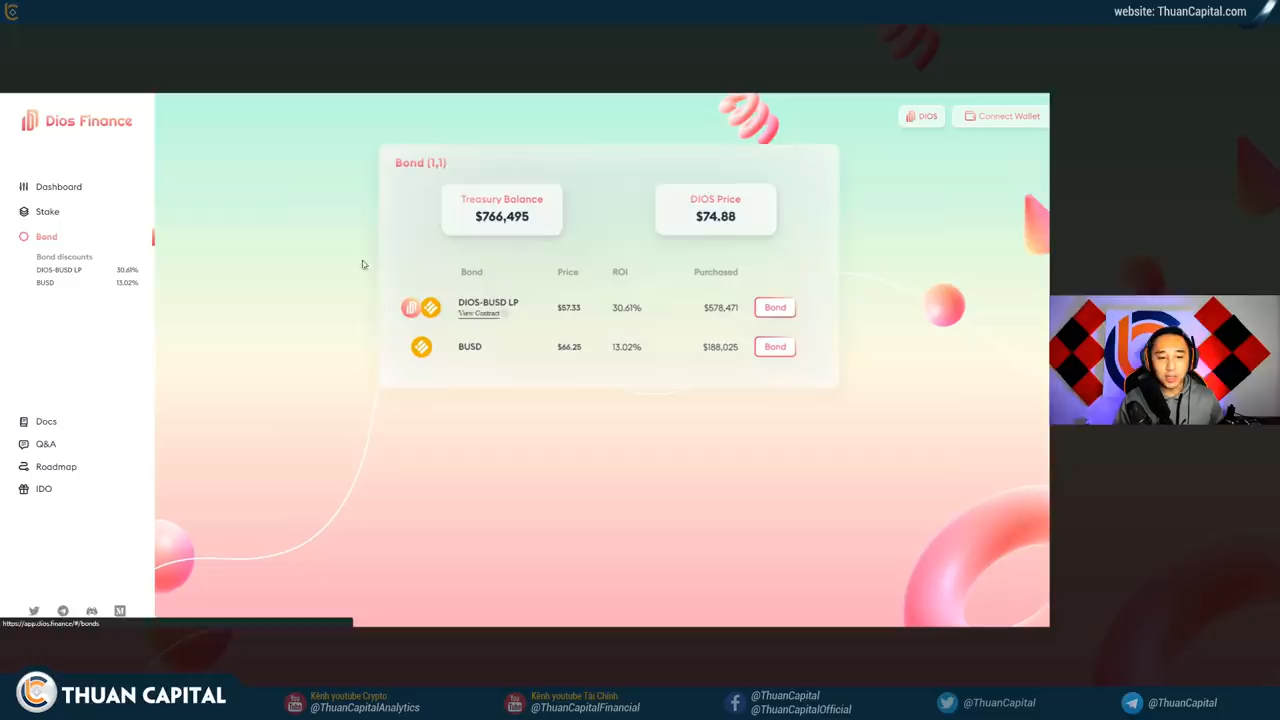 website: ThuanCapital.com
Dios Finance
DIOS
Connect Wallet
Dashboard
Stake
Bond
Bond discounts
DIOS-BUSD LP 30.61%
BUSD 13.02%
Docs
Q&A
Roadmap
IDO
https://app.dios.finance/#/bonds
Bond (1,1)
Treasury Balance
$766,495
DIOS Price
$74.88
Bond Price ROI Purchased
DIOS-BUSD LP $57.33 30.61% $578,471 Bond
View Contract
BUSD $66.25 13.02% $188,025 Bond
THUAN CAPITAL
Kênh youtube Crypto
@ThuanCapitalAnalytics
Kênh youtube Tài Chính
@ThuanCapitalFinancial
@ThuanCapital
@ThuanCapitalOfficial
@ThuanCapital
@ThuanCapital